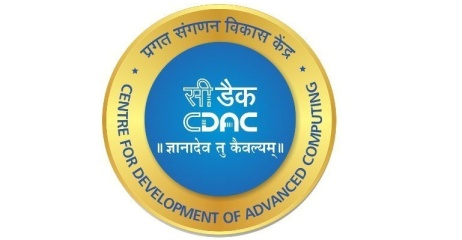 प्रगत संगणन विकास केंद्र
सी डैक
CDAC
॥ ज्ञानादेव तु कैवल्यम् ॥
CENTRE FOR DEVELOPMENT OF ADVANCED COMPUTING